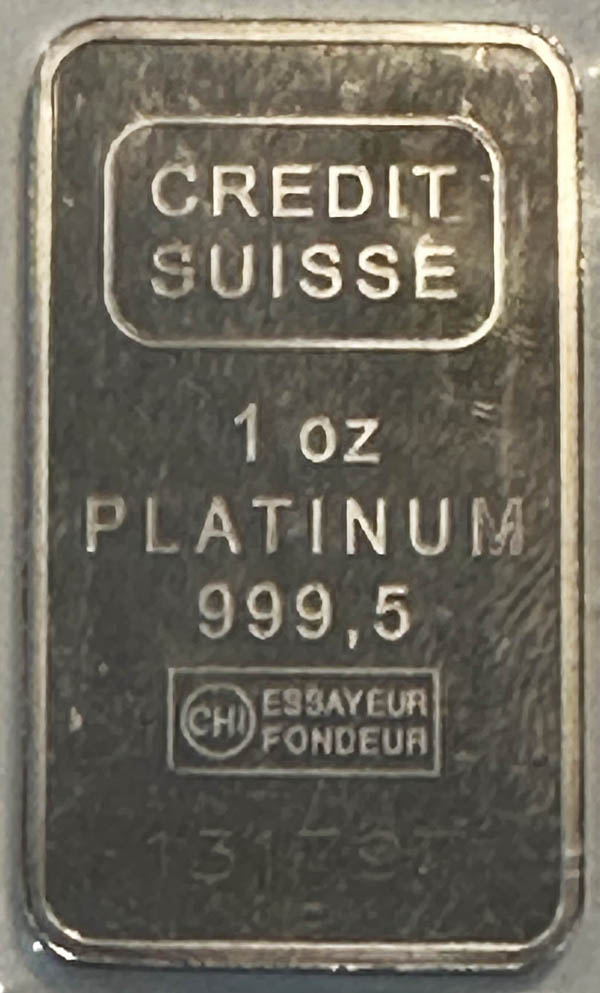 CREDIT
SUISSE
1 oz
PLATINUM
999,5
CHI ESSAYEUR
FONDEUR